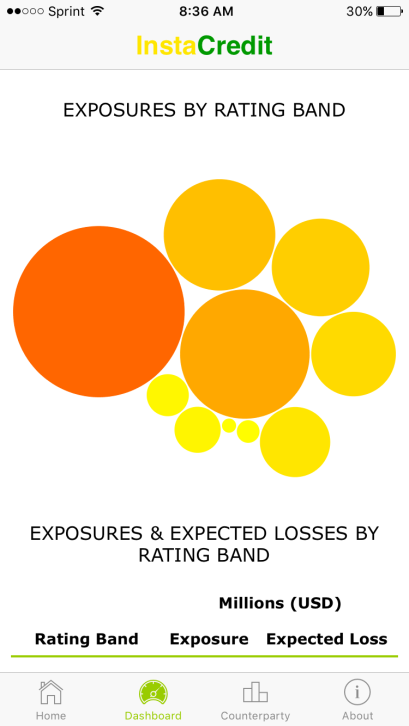 Sprint 8:36 AM 30%
InstaCredit
EXPOSURES BY RATING BAND
EXPOSURES & EXPECTED LOSSES BY
RATING BAND
Millions (USD)
Rating Band Exposure Expected Loss
Home Dashboard Counterparty About